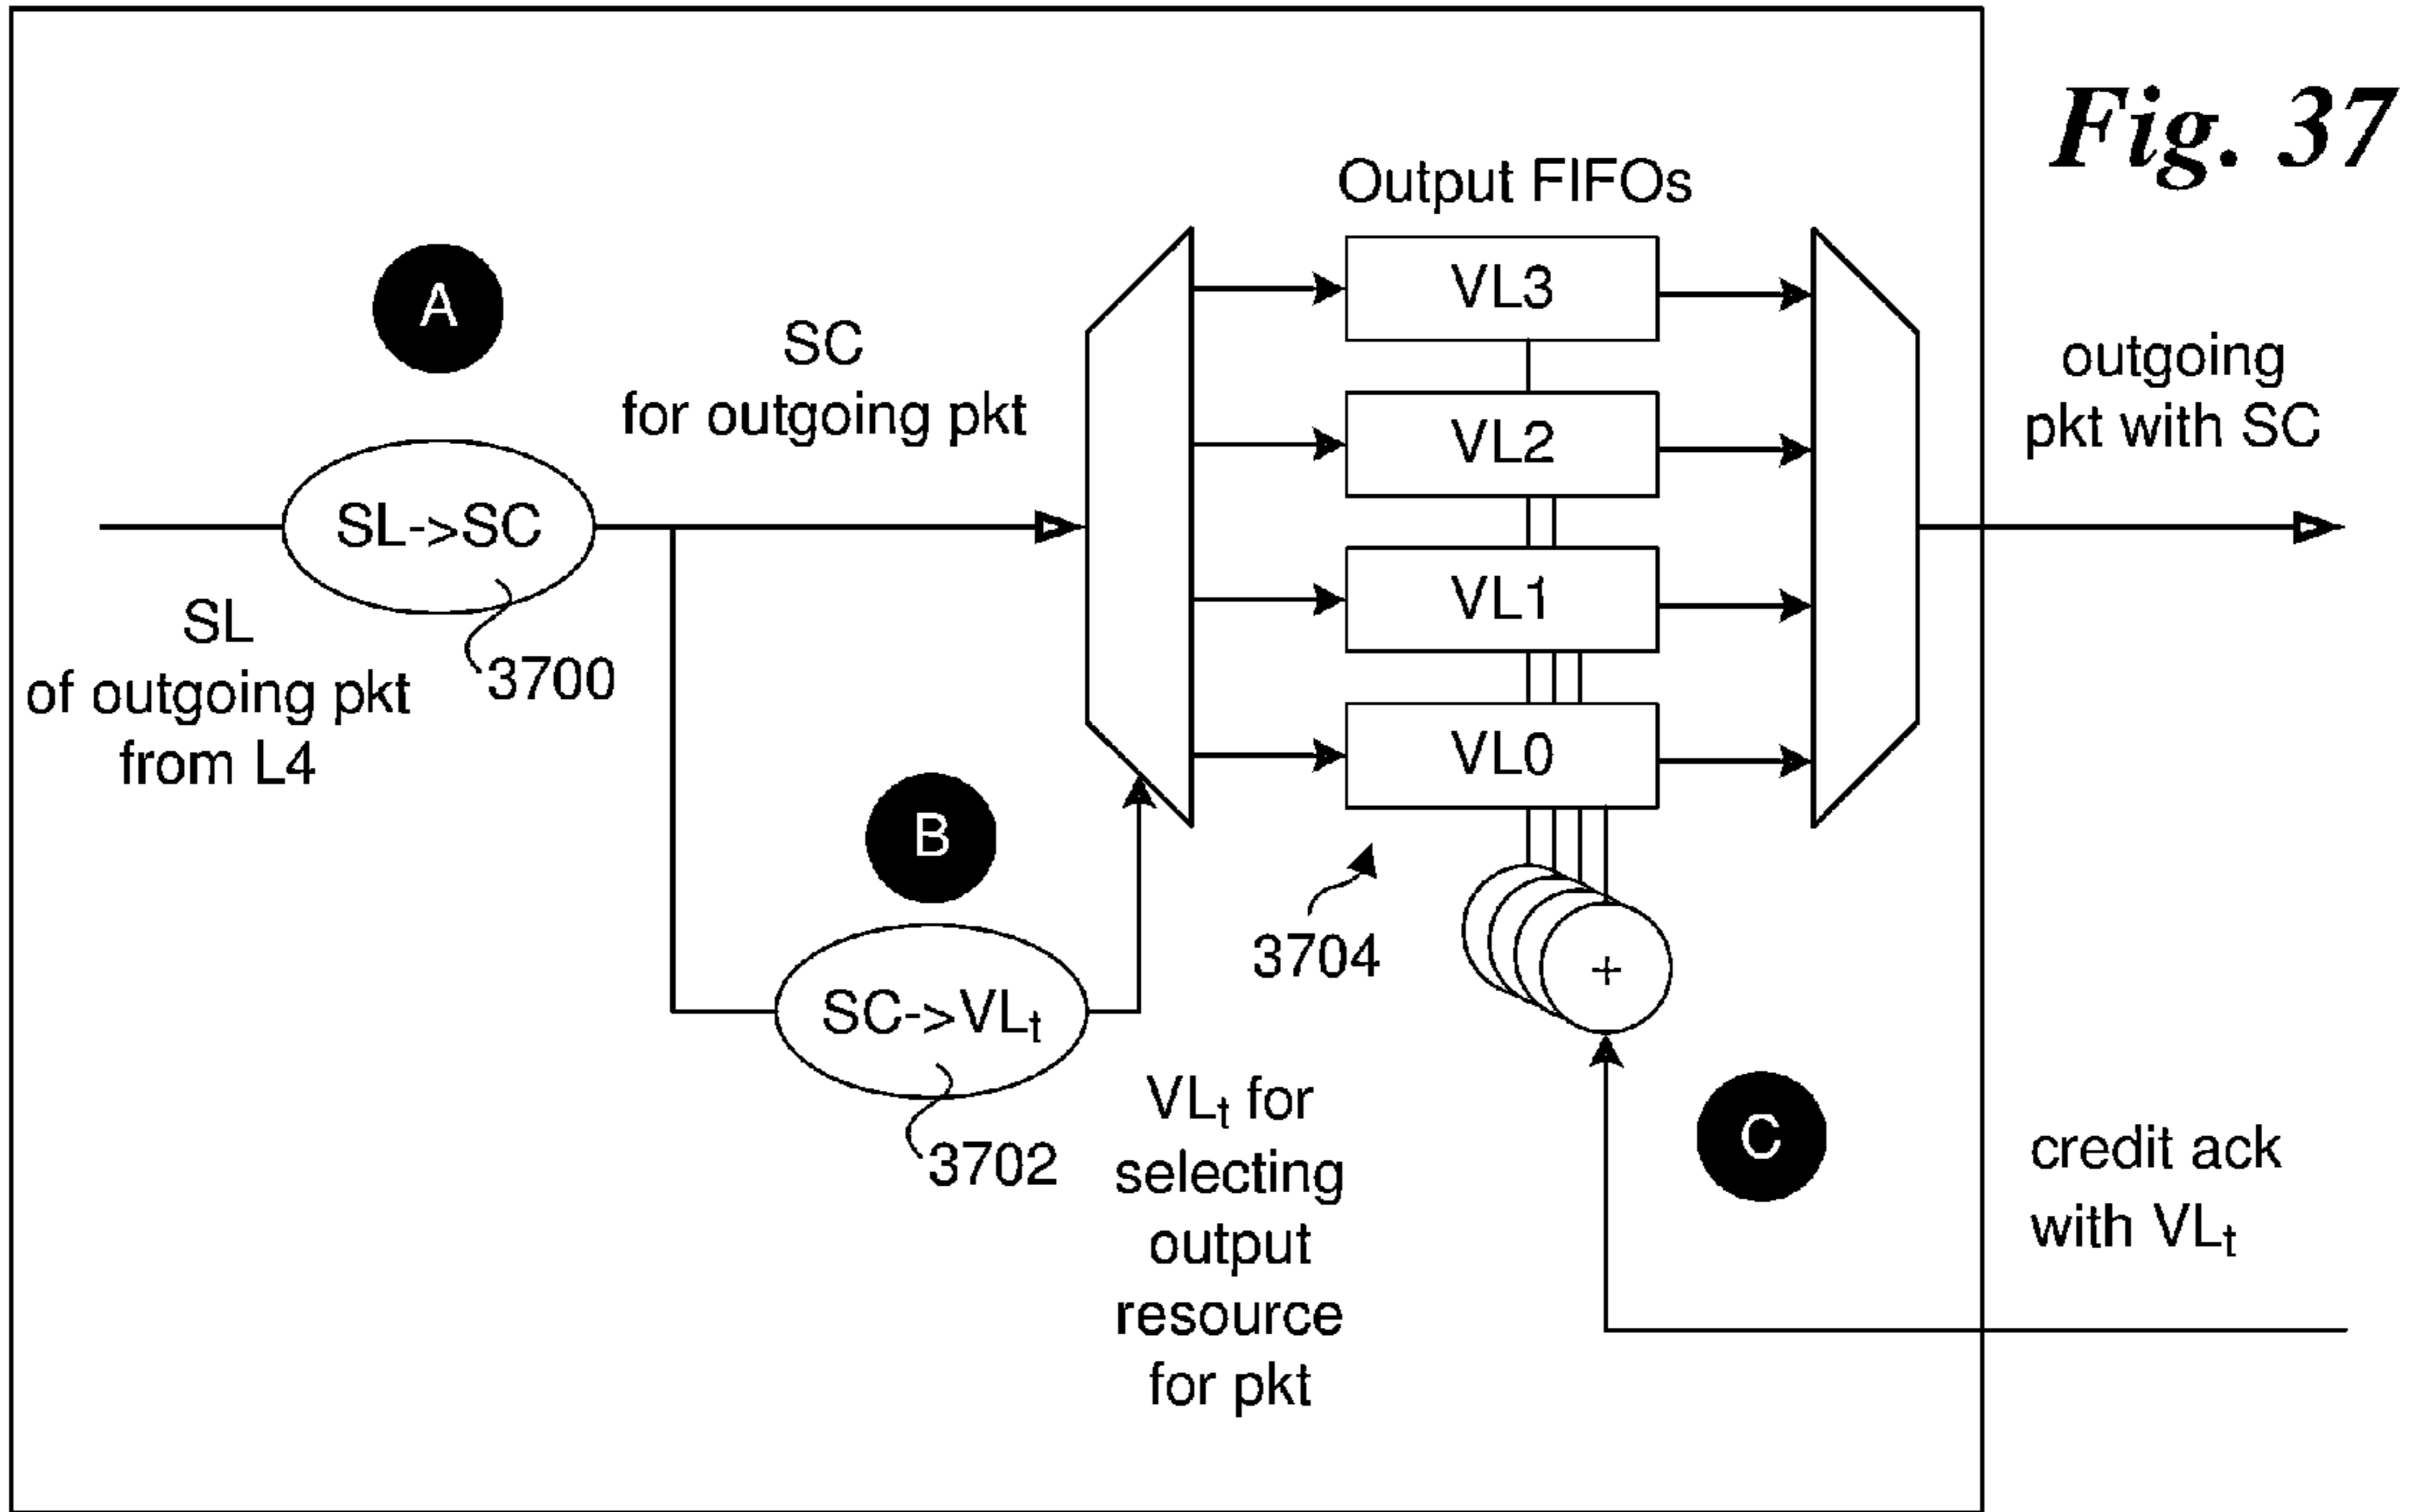 Fig. 37
Output FIFOs
A
SC
for outgoing pkt
VL3
VL2
VL1
VL0
outgoing
pkt with SC
SL->SC
3700
SL
of outgoing pkt
from L4
B
SC->VLt
3702
VLt for
selecting
output
resource
for pkt
3704
+
C
credit ack
with VLt